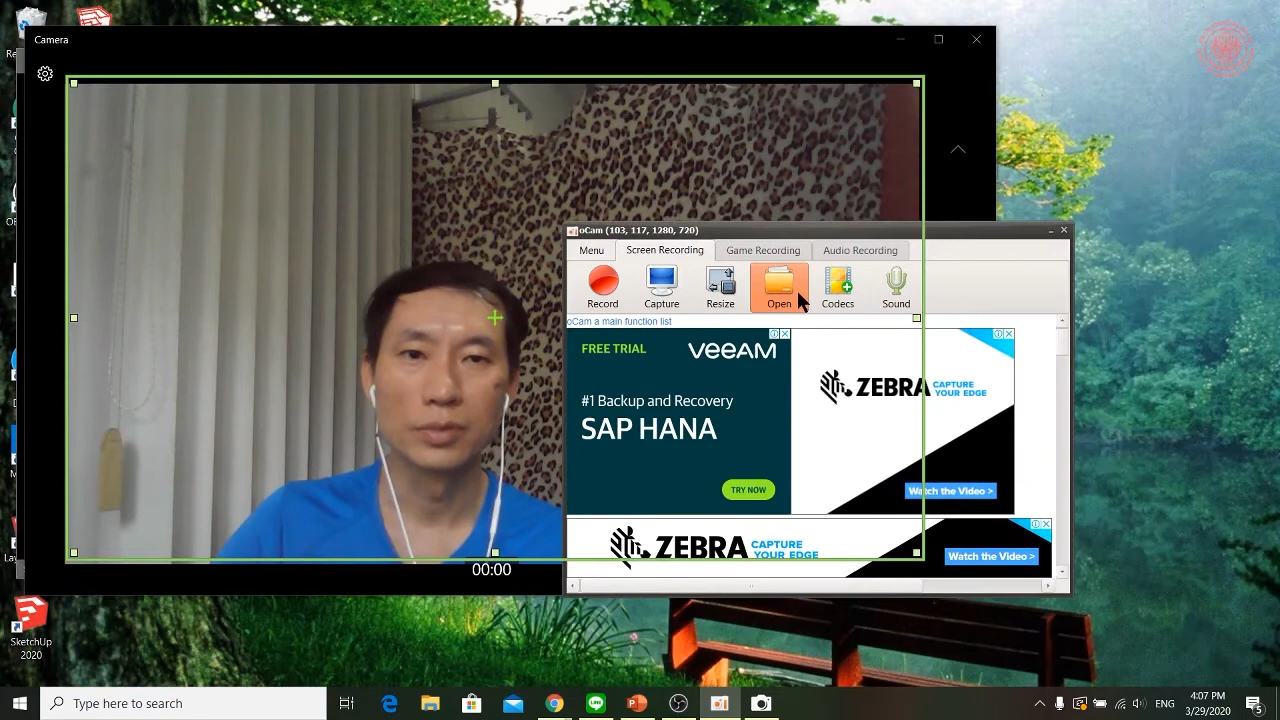 Camera
oCam (103, 117, 1280, 720)
Menu
Screen Recording
Game Recording
Audio Recording
Record
Capture
Resize
Open
Codecs
Sound
oCam a main function list
FREE TRIAL
veeAM
#1 Backup and Recovery
SAP HANA
TRY NOW
ZEBRA
CAPTURE
YOUR EDGE
Watch the Video >
ZEBRA
CAPTURE
YOUR EDGE
Watch the Video >
00:00
SketchUp
2020
Type here to search
ENG
4:07 PM
3/29/2020
5